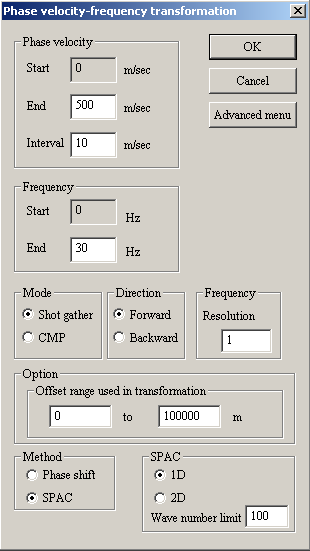 Phase velocity-frequency transformation
Phase velocity
Start 0 m/sec
End 500 m/sec
Interval 10 m/sec
OK
Cancel
Advanced menu
Frequency
Start 0 Hz
End 30 Hz
Mode
Shot gather
CMP
Direction
Forward
Backward
Frequency
Resolution
1
Option
Offset range used in transformation
0 to 100000 m
Method
Phase shift
SPAC
SPAC
1D
2D
Wave number limit 100